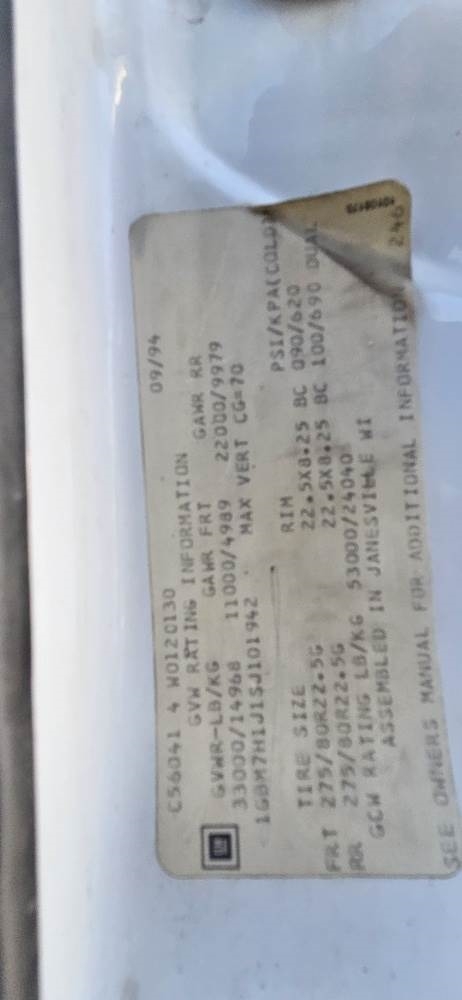 C56041 4 W0120130 09/94
GVW RATING INFORMATION
GVWR-LB/KG GAWR FRT GAWR RR
33000/14968 11000/4989 22000/9979
1GBM7H1J1SJ101942 MAX VERT CG=70
GM
RIM PSI/KPA(COLD)
TIRE SIZE
FRT 275/80R22.5G 22.5X8.25 BC 090/620
RR 275/80R22.5G 22.5X8.25 BC 100/690 DUAL
GCW RATING LB/KG 53000/24040
ASSEMBLED IN JANESVILLE WI
SEE OWNERS MANUAL FOR ADDITIONAL INFORMATION 246